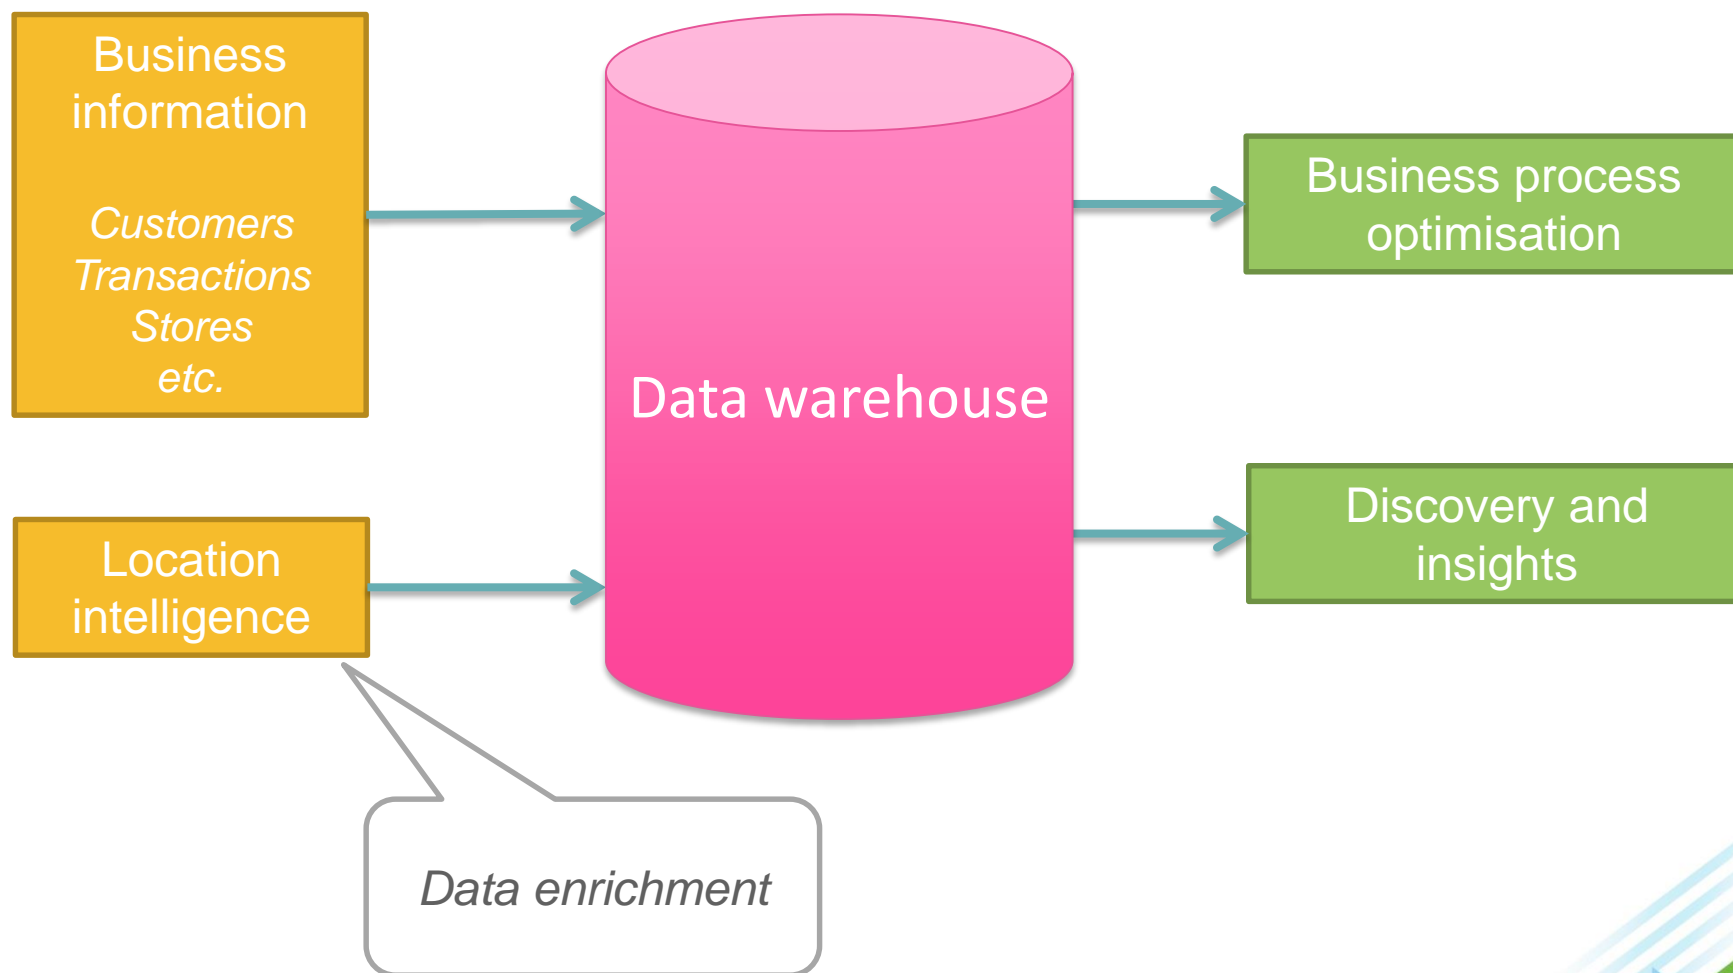 Business
information
Customers
Transactions
Stores
etc.
Location
intelligence
Data warehouse
Business process
optimisation
Discovery and
insights
Data enrichment